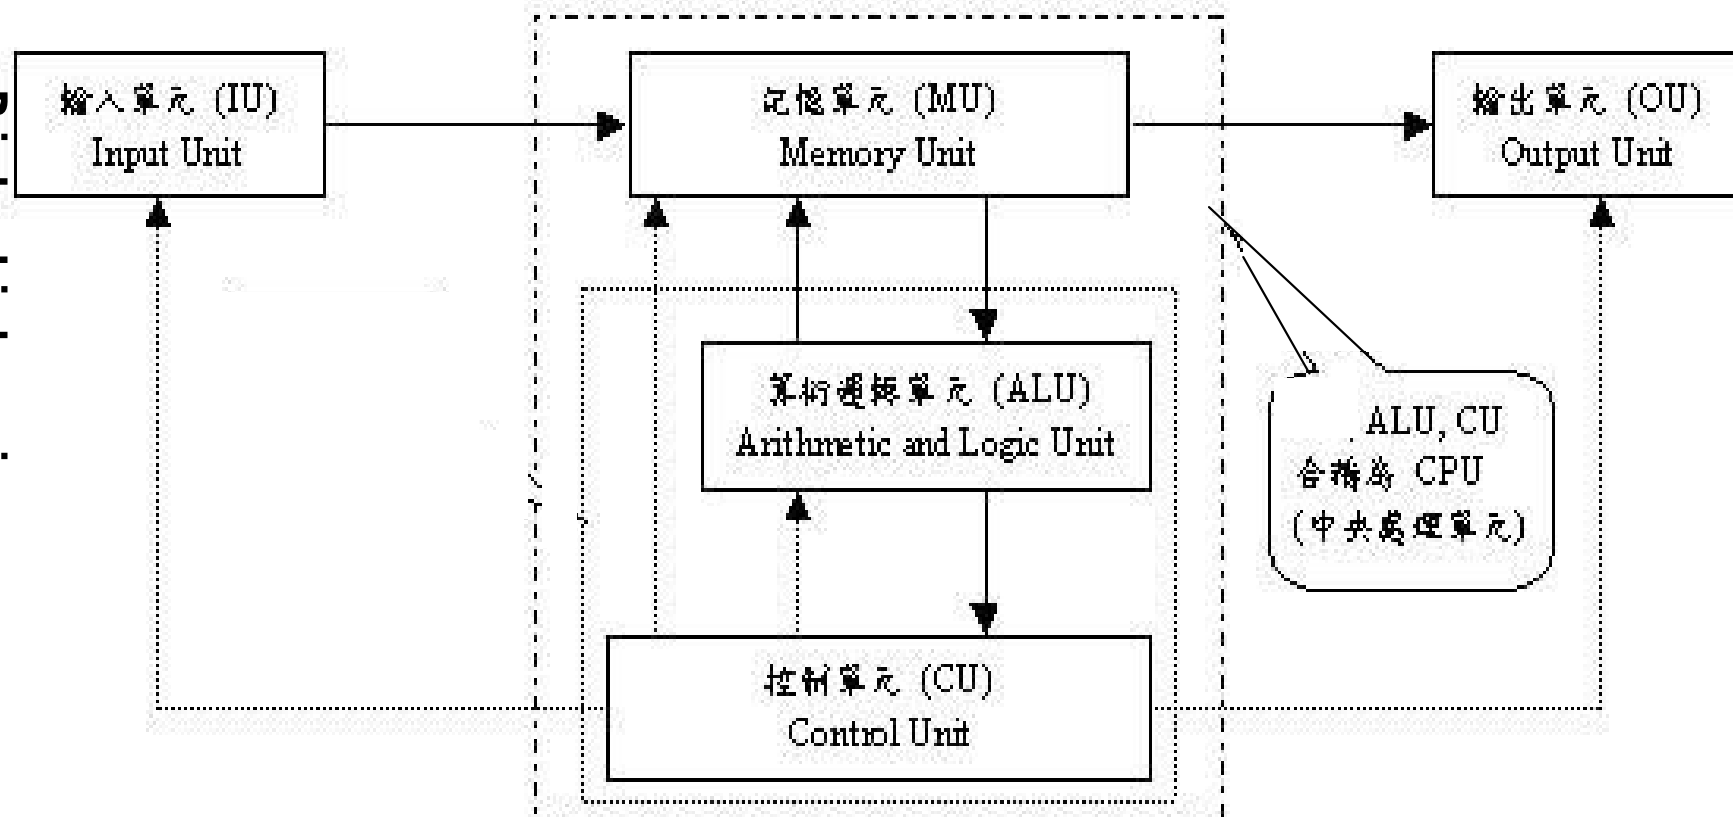 輸入單元 (IU)
Input Unit
記憶單元 (MU)
Memory Unit
輸出單元 (OU)
Output Unit
算術邏輯單元 (ALU)
Arithmetic and Logic Unit
ALU, CU
合稱為 CPU
(中央處理單元)
控制單元 (CU)
Control Unit